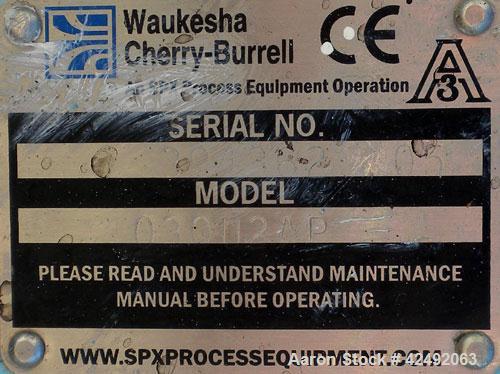 Waukesha
Cherry-Burrell
An SPX Process Equipment Operation
CE
A
3
SERIAL NO.
MODEL
PLEASE READ AND UNDERSTAND MAINTENANCE
MANUAL BEFORE OPERATING.
WWW.SPXPROCESSEQUIPMENT.COM
Aaron Stock # 42492063